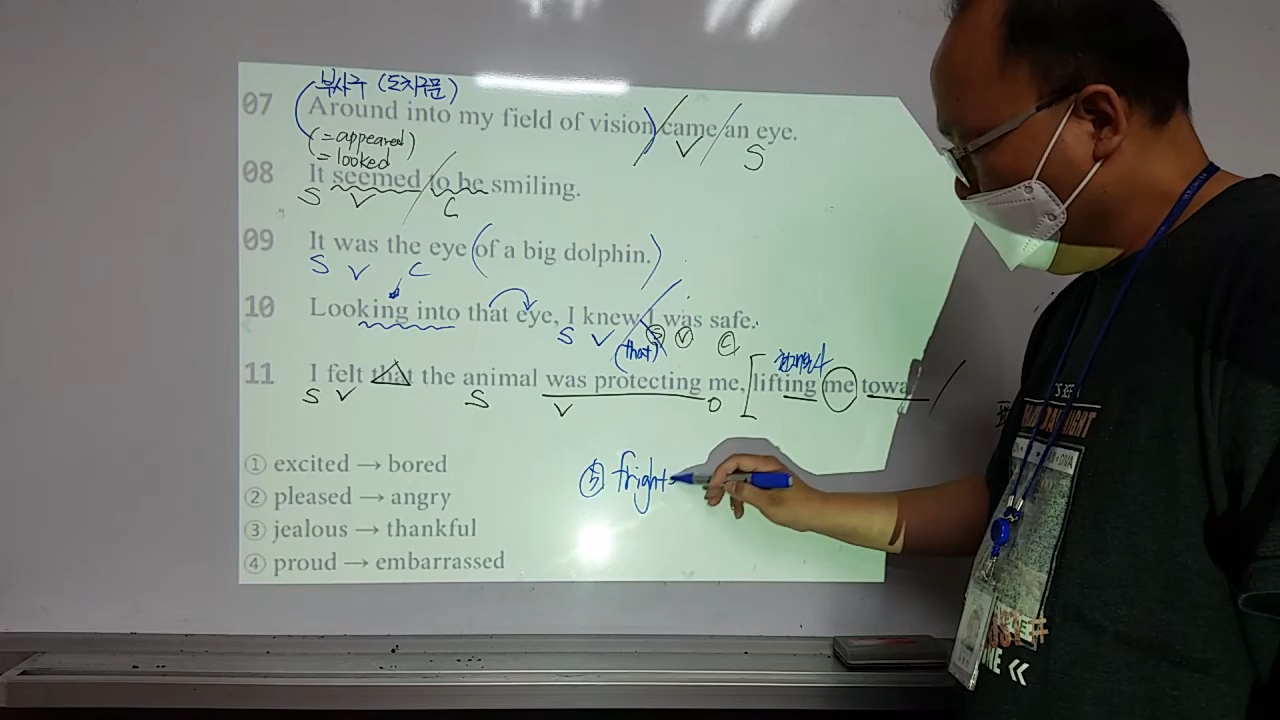 부사구 (도치구문)
07 Around into my field of vision came an eye.
V S
(= appeared)
= looked
08 It seemed to be smiling.
S V C
09 It was the eye of a big dolphin.
S V C
10 Looking into that eye, I knew I was safe.
S V (that) S V C
11 I felt that the animal was protecting me, lifting me towa
S V S V O
① excited → bored
② pleased → angry
③ jealous → thankful
④ proud → embarrassed
⑤ fright